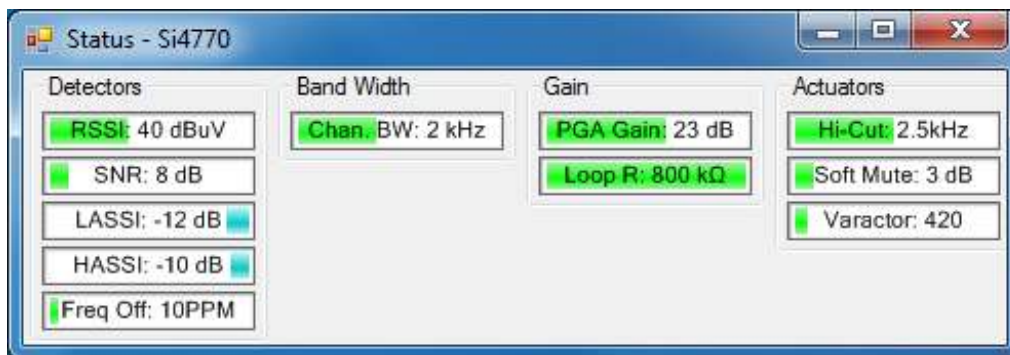 Status - Si4770
Detectors
RSSI: 40 dBuV
SNR: 8 dB
LASSI: -12 dB
HASSI: -10 dB
Freq Off: 10PPM
Band Width
Chan. BW: 2 kHz
Gain
PGA Gain: 23 dB
Loop R: 800 kΩ
Actuators
Hi-Cut: 2.5kHz
Soft Mute: 3 dB
Varactor: 420